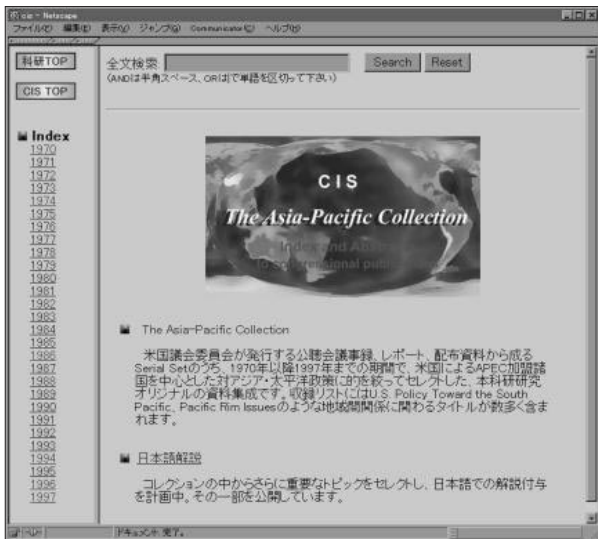 cis - Netscape
ファイル(F) 編集(E) 表示(V) ジャンプ(G) Communicator(C) ヘルプ(H)
科研TOP
CIS TOP
Index
1970
1971
1972
1973
1974
1975
1976
1977
1978
1979
1980
1981
1982
1983
1984
1985
1986
1987
1988
1989
1990
1991
1992
1993
1994
1995
1996
1997
全文検索: Search Reset
(ANDは半角スペース、ORは|で単語を区切って下さい)
CIS
The Asia-Pacific Collection
Index and
to congressional
The Asia-Pacific Collection
米国議会委員会が発行する公聴会議事録、レポート、配布資料から成る
Serial Setのうち、1970年以降1997年までの期間で、米国によるAPEC加盟諸
国を中心とした対アジア・太平洋政策に的を絞ってセレクトした、本科研研究
オリジナルの資料集成です。収録リストにはU.S. Policy Toward the South
Pacific, Pacific Rim Issuesのような地域間関係に関わるタイトルが数多く含ま
れます。
日本語解説
コレクションの中からさらに重要なトピックをセレクトし、日本語での解説付与
を計画中。その一部を公開しています。
ドキュメント: 完了。